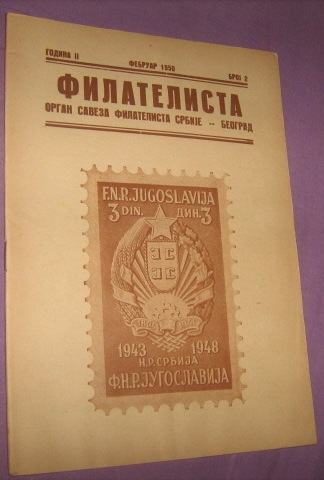 ГОДИНА II ФЕБРУАР 1950 БРОЈ 2
ФИЛАТЕЛИСТА
ОРГАН САВЕЗА ФИЛАТЕЛИСТА СРБИЈЕ -- БЕОГРАД
F.N.R. JUGOSLAVIJA
3 DIN. ДИН. 3
1943 1948
Н.Р. СРБИЈА
Ф.Н.Р. ЈУГОСЛАВИЈА